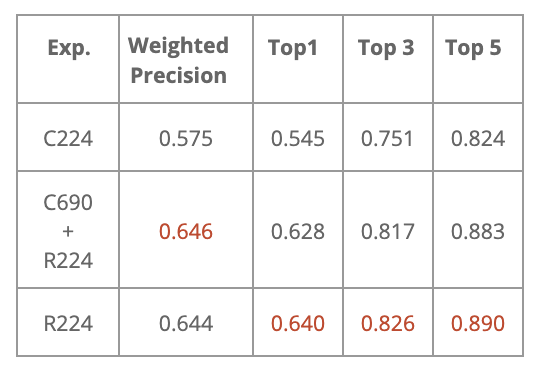 Exp. Weighted Precision Top1 Top 3 Top 5
C224 0.575 0.545 0.751 0.824
C690 + R224 0.646 0.628 0.817 0.883
R224 0.644 0.640 0.826 0.890